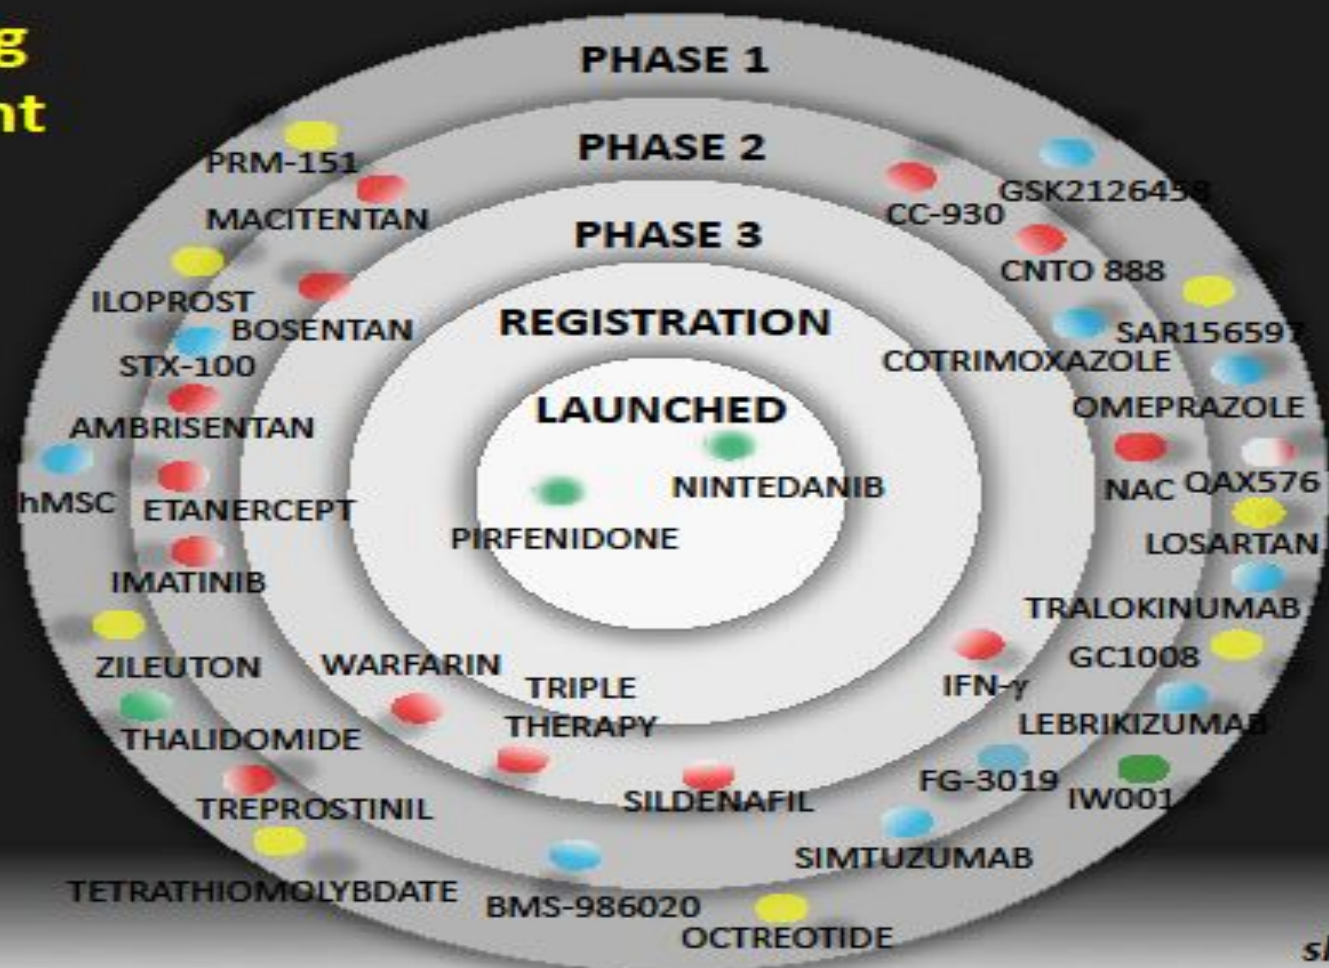 g
nt
PHASE 1
PHASE 2
PHASE 3
REGISTRATION
LAUNCHED
NINTEDANIB
PIRFENIDONE
PRM-151
MACITENTAN
ILOPROST
BOSENTAN
STX-100
AMBRISENTAN
hMSC
ETANERCEPT
IMATINIB
ZILEUTON
WARFARIN
TRIPLE
THERAPY
THALIDOMIDE
TREPROSTINIL
TETRATHIOMOLYBDATE
BMS-986020
SILDENAFIL
OCTREOTIDE
SIMTUZUMAB
FG-3019
IW001
LEBRIKIZUMAB
IFN-γ
GC1008
TRALOKINUMAB
LOSARTAN
NAC
QAX576
OMEPRAZOLE
COTRIMOXAZOLE
SAR156597
CNTO 888
CC-930
GSK2126458